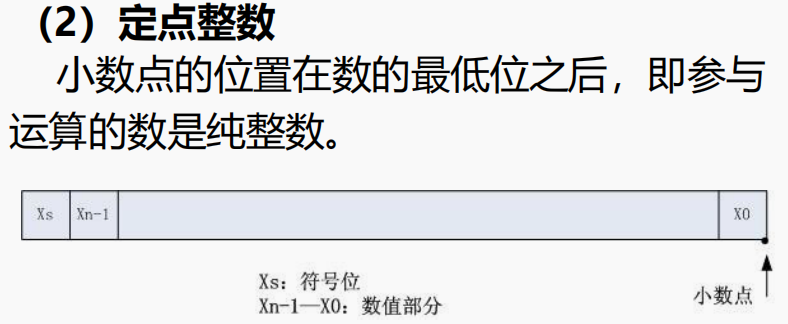 （2）定点整数
小数点的位置在数的最低位之后，即参与
运算的数是纯整数。
Xs Xn-1 X0
Xs：符号位
Xn-1—X0：数值部分
小数点